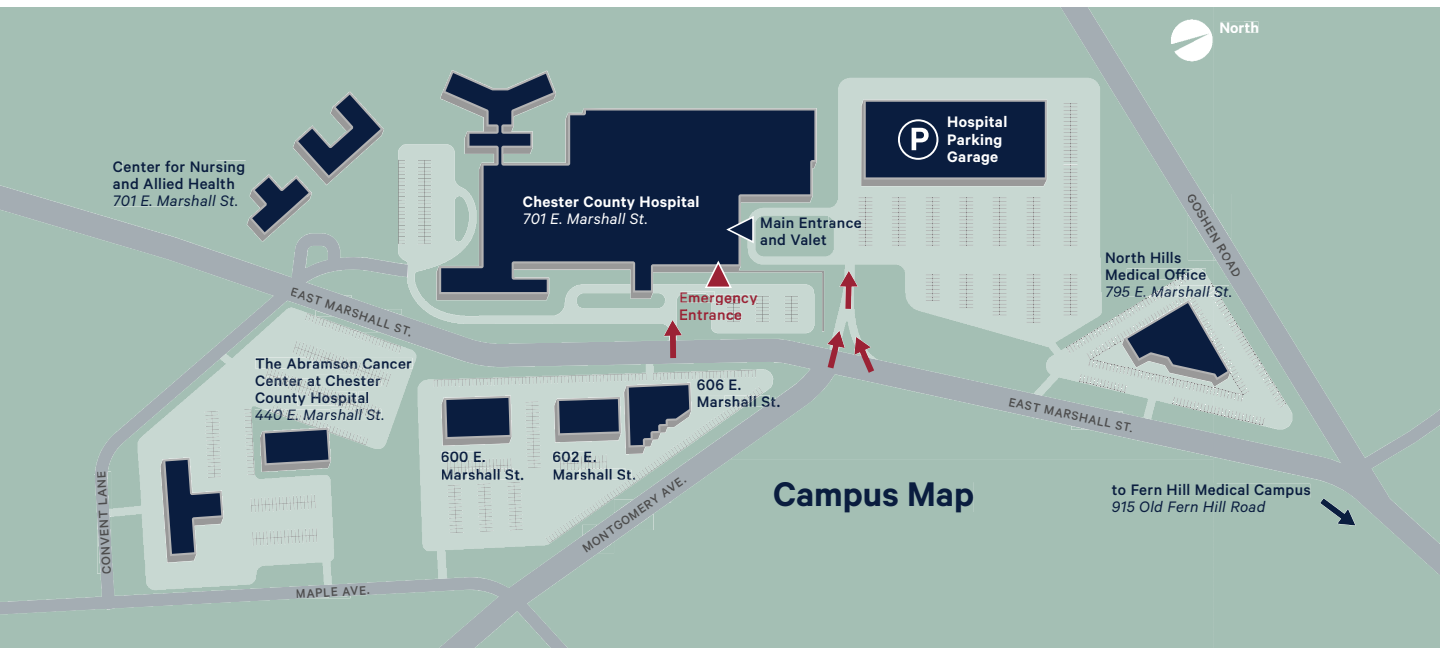 North
Hospital
Parking
Garage
P
Center for Nursing
and Allied Health
701 E. Marshall St.
Chester County Hospital
701 E. Marshall St.
Main Entrance
and Valet
GOSHEN ROAD
North Hills
Medical Office
795 E. Marshall St.
EAST MARSHALL ST.
Emergency
Entrance
The Abramson Cancer
Center at Chester
County Hospital
440 E. Marshall St.
606 E.
Marshall St.
EAST MARSHALL ST.
600 E.
Marshall St.
602 E.
Marshall St.
CONVENT LANE
MONTGOMERY AVE.
Campus Map
to Fern Hill Medical Campus
915 Old Fern Hill Road
MAPLE AVE.